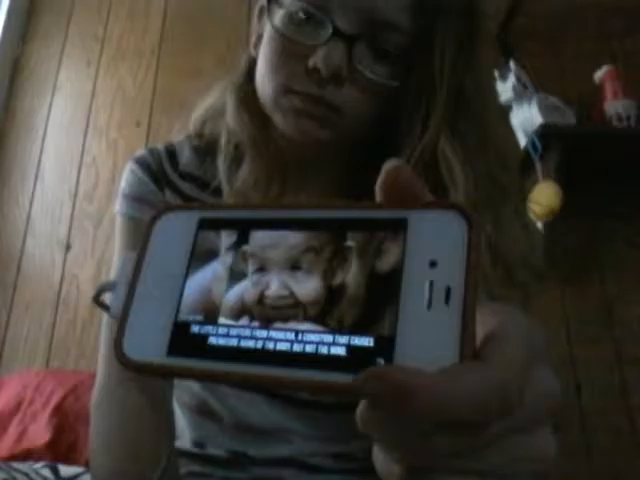 THE LITTLE BOY SUFFERS FROM PROGERIA, A CONDITION THAT CAUSES
PREMATURE AGING OF THE BODY, BUT NOT THE MIND.